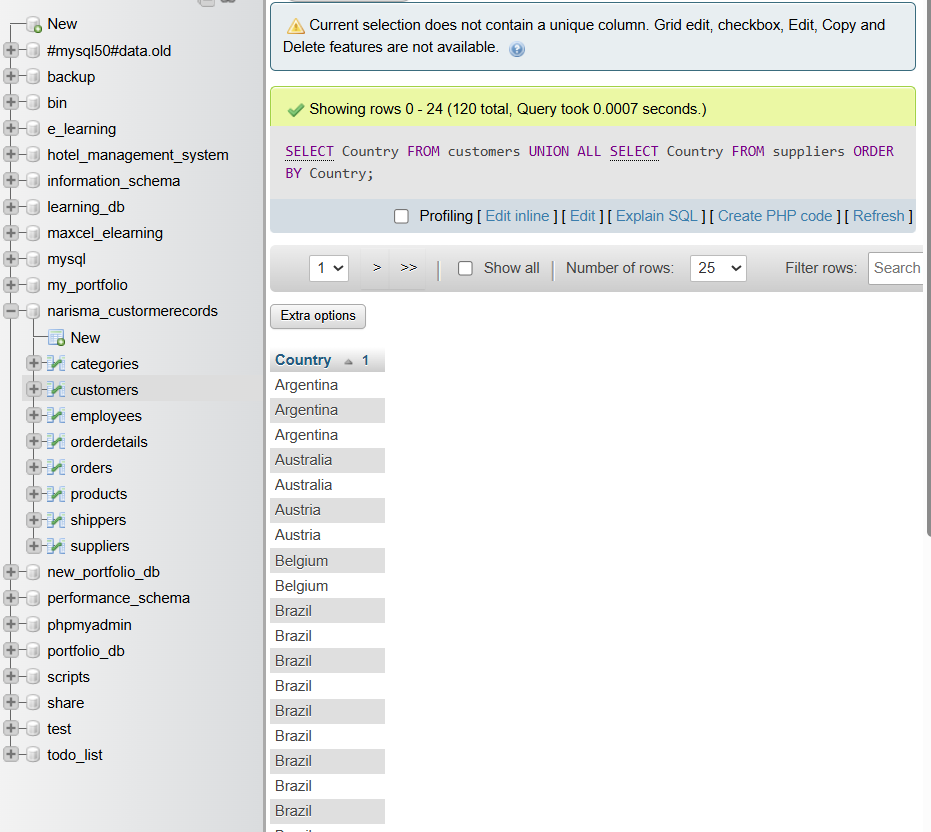 New
#mysql50#data.old
backup
bin
e_learning
hotel_management_system
information_schema
learning_db
maxcel_elearning
mysql
my_portfolio
narisma_custormerecords
New
categories
customers
employees
orderdetails
orders
products
shippers
suppliers
new_portfolio_db
performance_schema
phpmyadmin
portfolio_db
scripts
share
test
todo_list
Current selection does not contain a unique column. Grid edit, checkbox, Edit, Copy and
Delete features are not available.
Showing rows 0 - 24 (120 total, Query took 0.0007 seconds.)
SELECT Country FROM customers UNION ALL SELECT Country FROM suppliers ORDER
BY Country;
Profiling [ Edit inline ] [ Edit ] [ Explain SQL ] [ Create PHP code ] [ Refresh ]
1 > >> | Show all | Number of rows: 25 Filter rows: Search
Extra options
Country 1
Argentina
Argentina
Argentina
Australia
Australia
Austria
Austria
Belgium
Belgium
Brazil
Brazil
Brazil
Brazil
Brazil
Brazil
Brazil
Brazil
Brazil